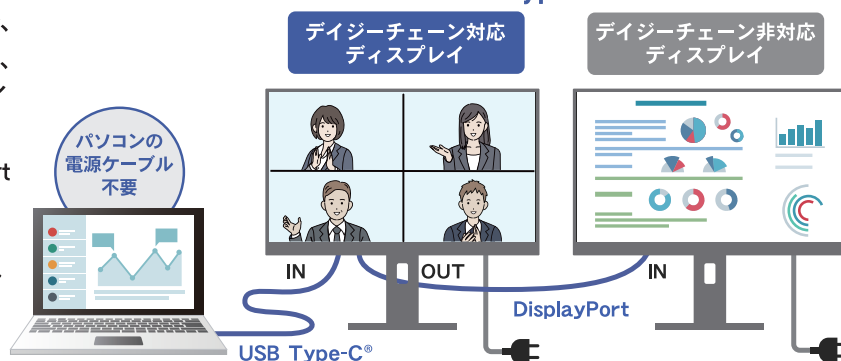 デイジーチェーン対応
ディスプレイ
デイジーチェーン非対応
ディスプレイ
パソコンの
電源ケーブル
不要
IN
OUT
IN
DisplayPort
USB Type-C®